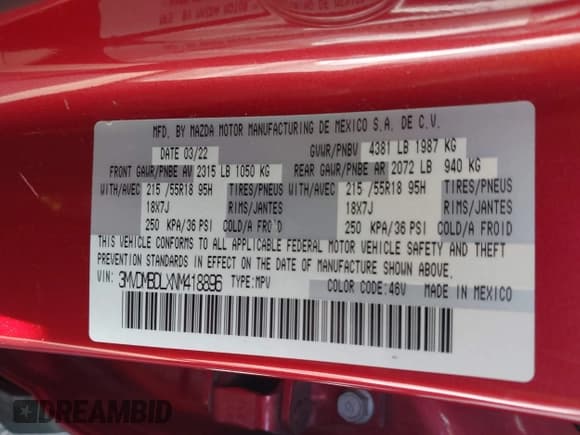 MFD. BY MAZDA MOTOR MANUFACTURING DE MEXICO S.A. DE C.V.
DATE 03/22 GVWR/PNBV 4381 LB 1987 KG
FRONT GAWR/PNBE AV 2315 LB 1050 KG REAR GAWR/PNBE AR 2072 LB 940 KG
WITH/AVEC 215/55R18 95H TIRES/PNEUS WITH/AVEC 215/55R18 95H TIRES/PNEUS
18X7J RIMS/JANTES 18X7J RIMS/JANTES
250 KPA/36 PSI COLD/A FROID 250 KPA/36 PSI COLD/A FROID
THIS VEHICLE CONFORMS TO ALL APPLICABLE FEDERAL MOTOR VEHICLE SAFETY AND THEFT
PREVENTION STANDARDS IN EFFECT ON THE DATE OF MANUFACTURE SHOWN ABOVE.
VIN: 3MVDMBDLXNM418896 TYPE:MPV COLOR CODE:46V MADE IN MEXICO
DREAMBID